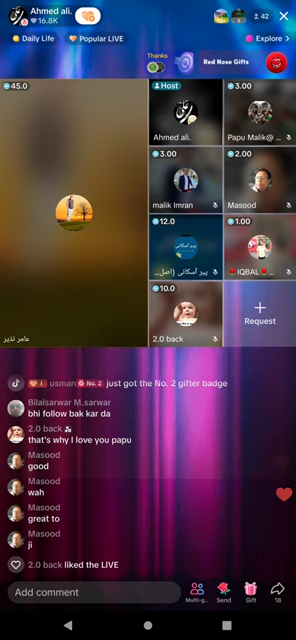 Ahmed ali.
16.8K
42
Daily Life
Popular LIVE
Explore >
Thanks
Red Nose Gifts
45.0
Host
3.00
Ahmed ali.
Papu Malik@ ...
3.00
2.00
malik Imran
Masood
12.0
1.00
پیر آسکانی (اصل...
IQBAL
10.0
+
Request
عامر نذیر
2.0 back
usman No. 2 just got the No. 2 gifter badge
Bilalsarwar M.sarwar
bhi follow bak kar da
2.0 back
that's why I love you papu
Masood
good
Masood
wah
Masood
great to
Masood
ji
2.0 back liked the LIVE
Add comment
Multi-g...
Send
Gift
18